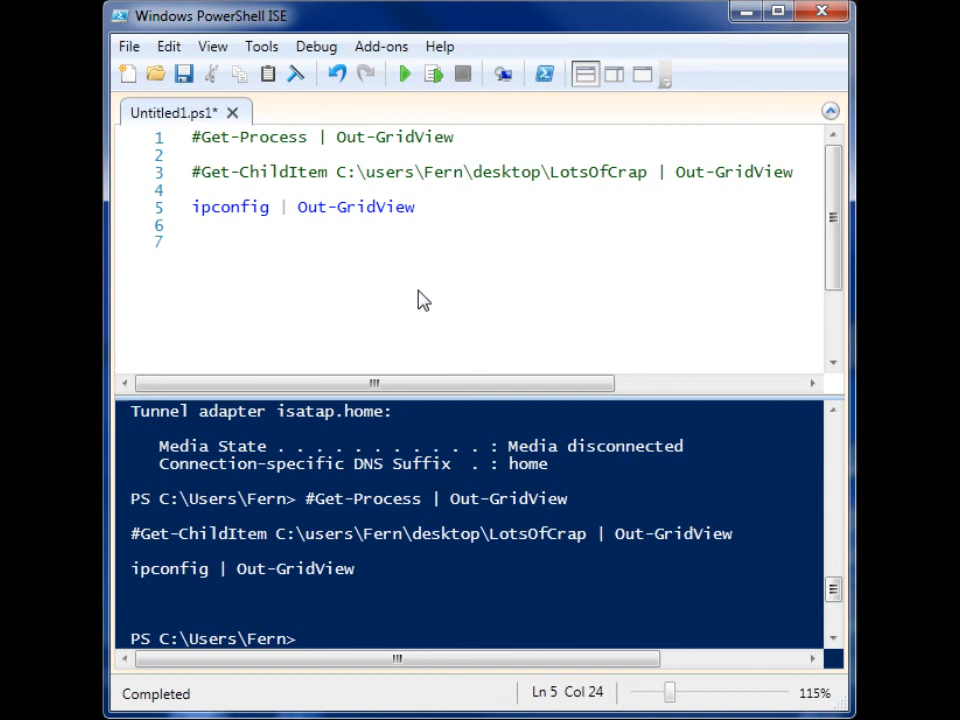 Windows PowerShell ISE
File Edit View Tools Debug Add-ons Help
Untitled1.ps1*
1 #Get-Process | Out-GridView
2
3 #Get-ChildItem C:\users\Fern\desktop\LotsOfCrap | Out-GridView
4
5 ipconfig | Out-GridView
6
7
Tunnel adapter isatap.home:
Media State . . . . . . . . . . . : Media disconnected
Connection-specific DNS Suffix . : home
PS C:\Users\Fern> #Get-Process | Out-GridView
#Get-ChildItem C:\users\Fern\desktop\LotsOfCrap | Out-GridView
ipconfig | Out-GridView
PS C:\Users\Fern>
Completed Ln 5 Col 24 115%